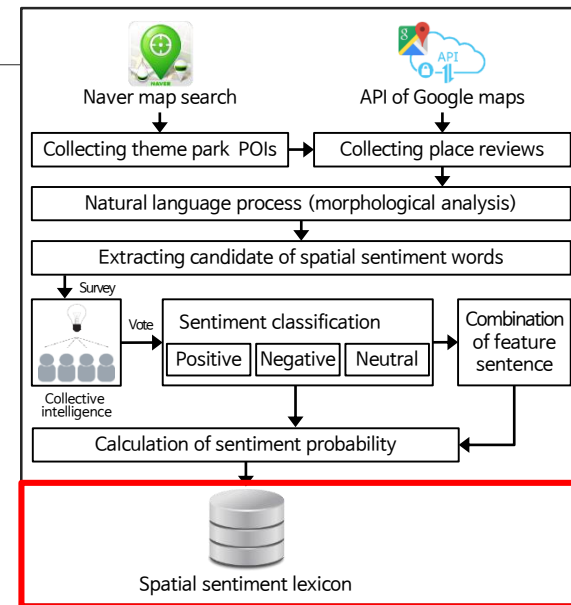 NAVER
API
Naver map search
API of Google maps
Collecting theme park POIs
Collecting place reviews
Natural language process (morphological analysis)
Extracting candidate of spatial sentiment words
Survey
Vote
Sentiment classification
Positive
Negative
Neutral
Combination
of feature
sentence
Collective
intelligence
Calculation of sentiment probability
Spatial sentiment lexicon